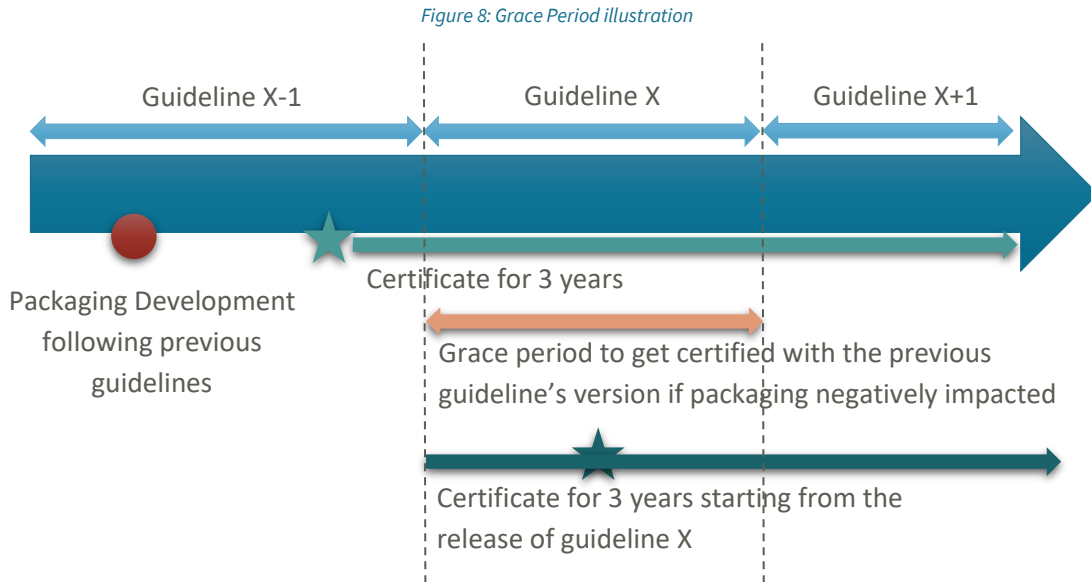 Figure 8: Grace Period illustration
Guideline X-1
Guideline X
Guideline X+1
Certificate for 3 years
Packaging Development
following previous
guidelines
Grace period to get certified with the previous
guideline’s version if packaging negatively impacted
Certificate for 3 years starting from the
release of guideline X